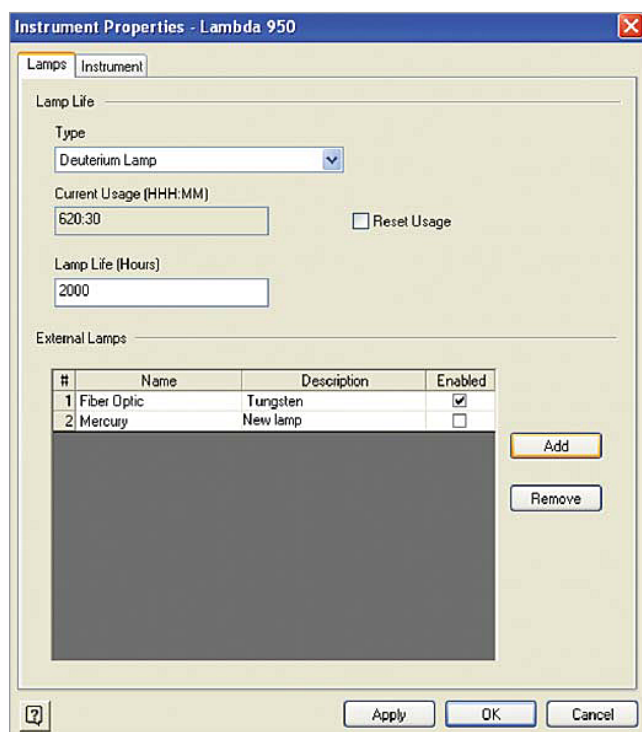 Instrument Properties - Lambda 950
Lamps Instrument
Lamp Life
Type
Deuterium Lamp
Current Usage (HHH:MM)
620:30 Reset Usage
Lamp Life (Hours)
2000
External Lamps
# Name Description Enabled
1 Fiber Optic Tungsten
2 Mercury New lamp
Add
Remove
? Apply OK Cancel